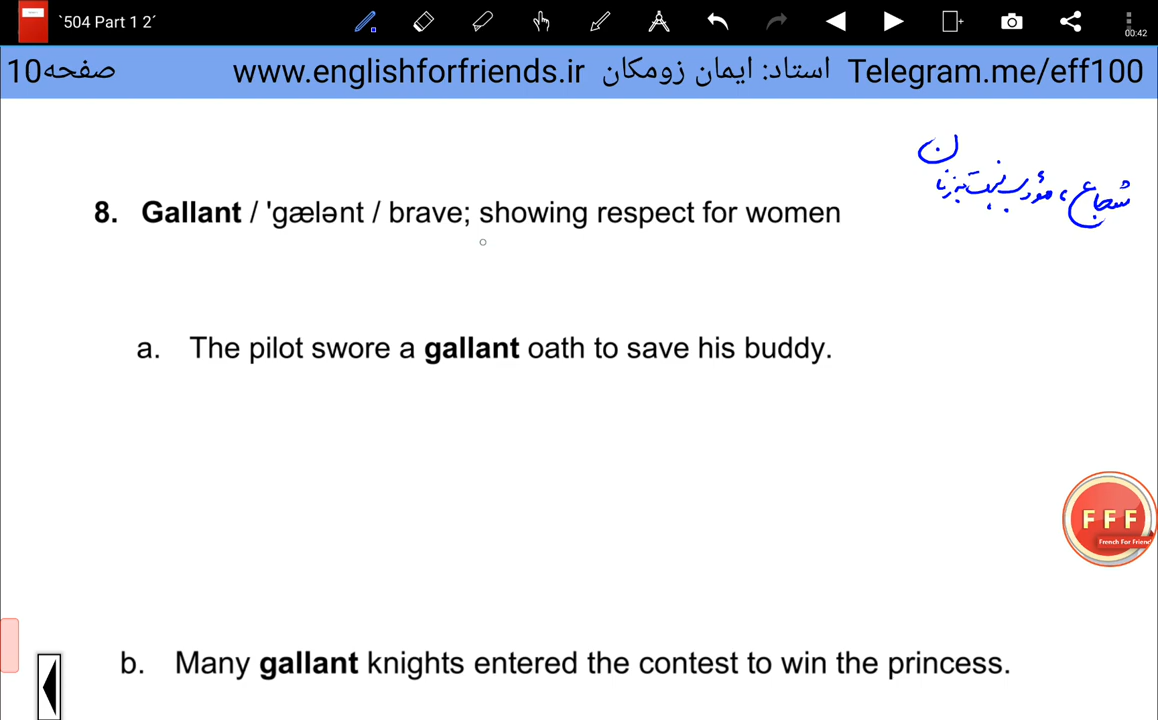 `504 Part 1 2´
00:42
صفحه10 www.englishforfriends.ir استاد: ایمان زومکان Telegram.me/eff100
شجاع، مؤدب نسبت به زنان
8. Gallant / 'gælənt / brave; showing respect for women
a. The pilot swore a gallant oath to save his buddy.
F F F
French For Friend
b. Many gallant knights entered the contest to win the princess.